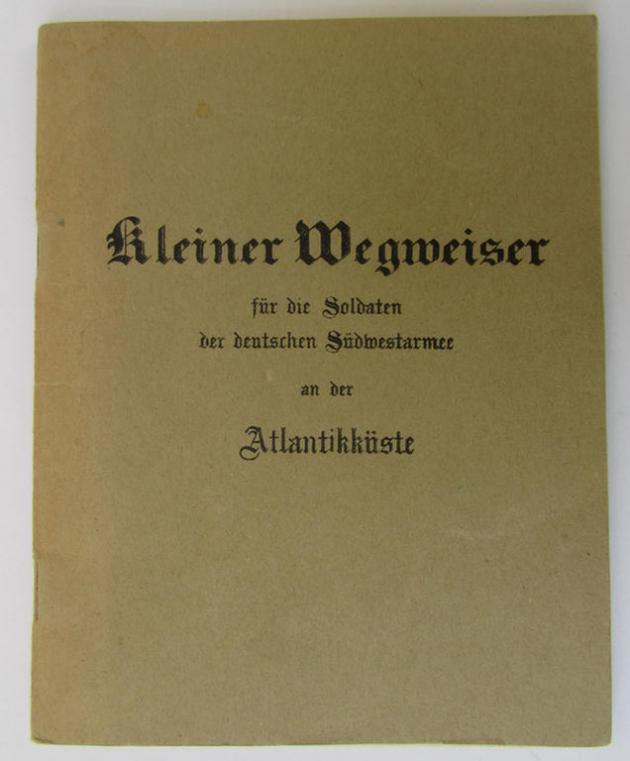 Kleiner Wegweiser
für die Soldaten
der deutschen Südwestarmee
an der
Atlantikküste